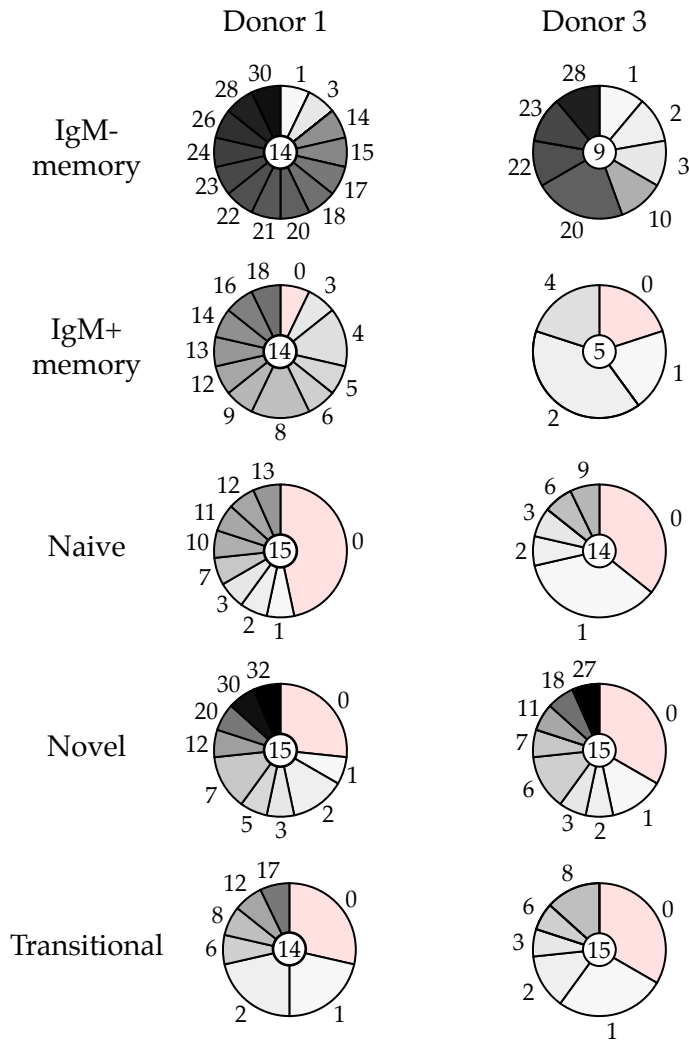 Donor 1 Donor 3
30 1 28 1
28 3 2
26 14 23
IgM-
memory
24 14 15 9
23 17 22 3
22 18 10
21 20 20
18 0 4 0
16 3
14 4
IgM+
memory
13 14 5
12 5 1
9 6 2
8
13 9
12 6
11 3 0
Naive
10 15 0 2 14
7
3
2 1 1
32 27
30 0 18 0
20 11
Novel
12 15 7 15
1
7 2 6 1
5 3 3 2
17 8
12 0
8 6 0
Transitional
6 14 3 15
2 1 2
1